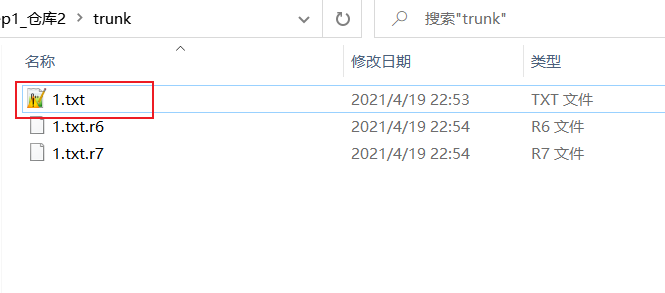 ep1_仓库2 > trunk 搜索"trunk"
名称 修改日期 类型
1.txt 2021/4/19 22:53 TXT 文件
1.txt.r6 2021/4/19 22:54 R6 文件
1.txt.r7 2021/4/19 22:54 R7 文件